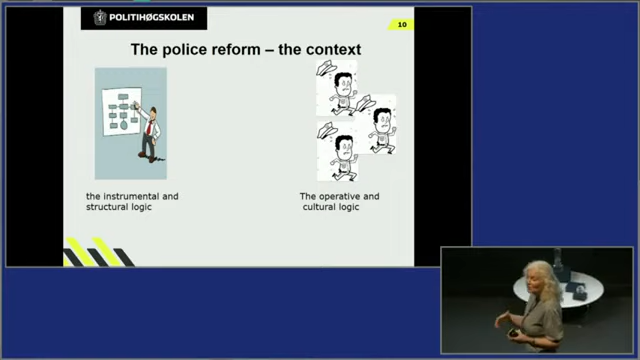 POLITIHØGSKOLEN
10
The police reform – the context
the instrumental and
structural logic
The operative and
cultural logic